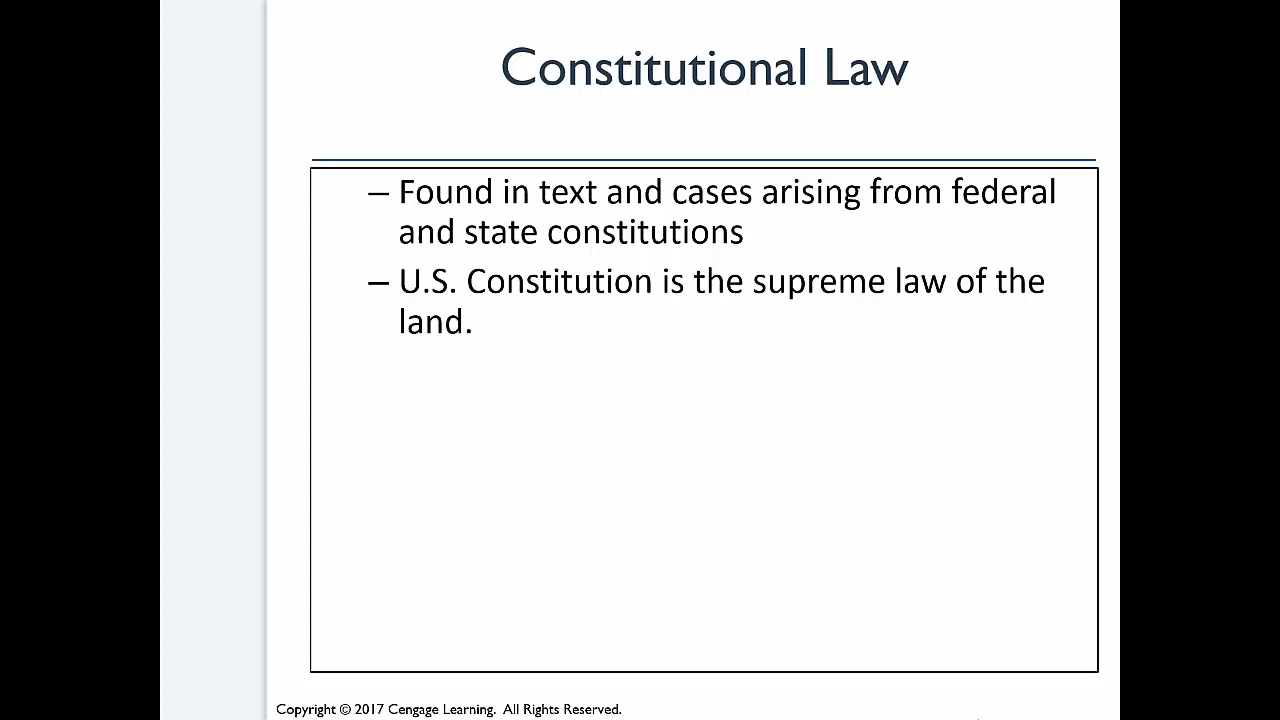 Constitutional Law
– Found in text and cases arising from federal
and state constitutions
– U.S. Constitution is the supreme law of the
land.
Copyright © 2017 Cengage Learning. All Rights Reserved.